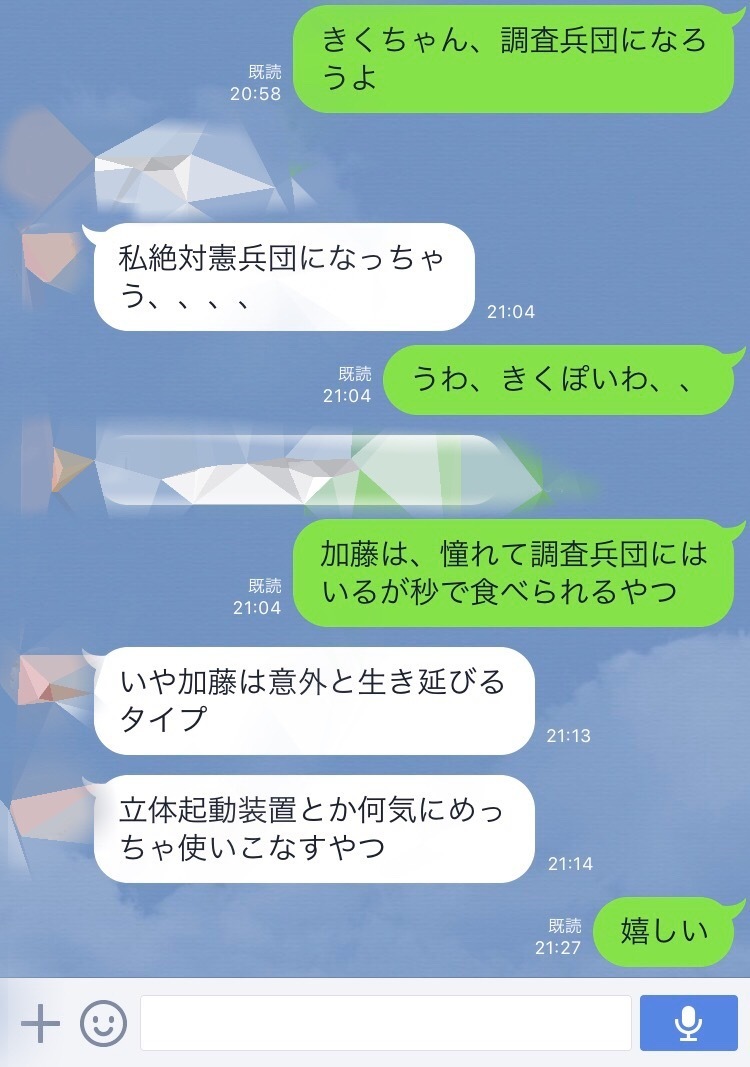 きくちゃん、調査兵団になろ
うよ
既読
20:58
私絶対憲兵団になっちゃ
う、、、、
21:04
うわ、きくぽいわ、、
既読
21:04
加藤は、憧れて調査兵団には
いるが秒で食べられるやつ
既読
21:04
いや加藤は意外と生き延びる
タイプ
21:13
立体起動装置とか何気にめっ
ちゃ使いこなすやつ
21:14
嬉しい
既読
21:27